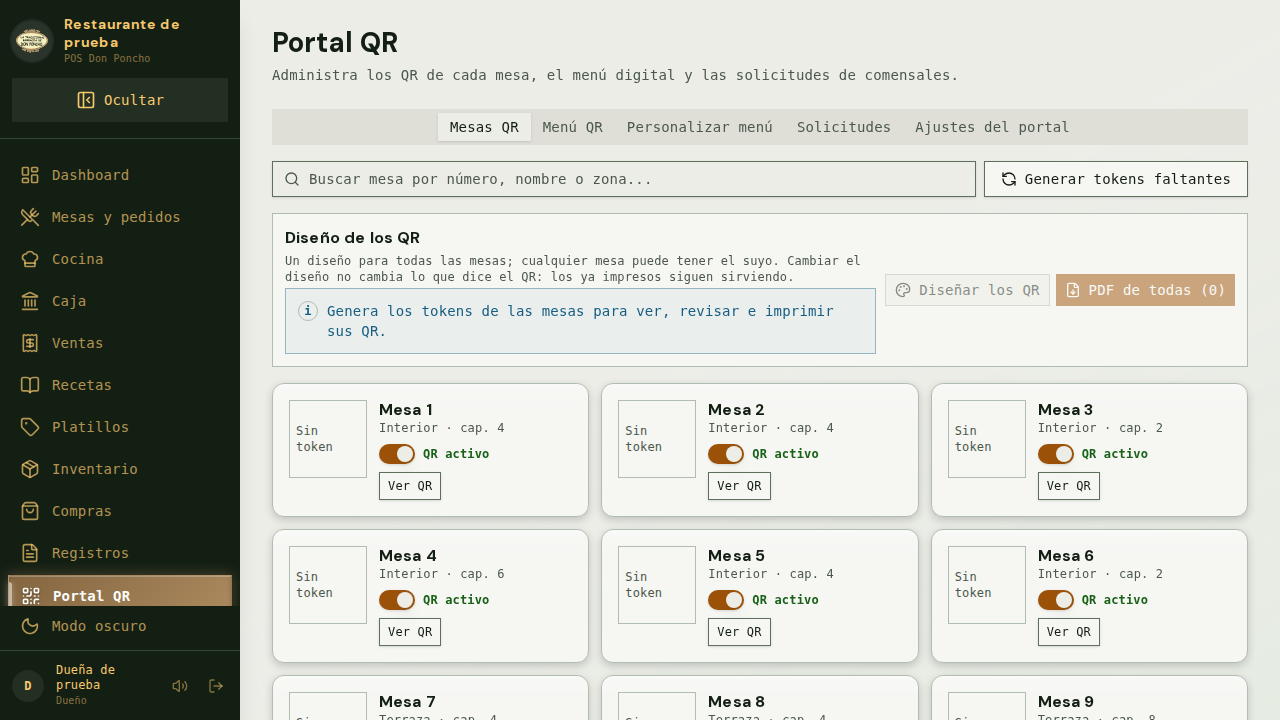 Restaurante de
prueba
POS Don Poncho
Ocultar
Dashboard
Mesas y pedidos
Cocina
Caja
Ventas
Recetas
Platillos
Inventario
Compras
Registros
Portal QR
Modo oscuro
D
Dueña de
prueba
Dueño
Portal QR
Administra los QR de cada mesa, el menú digital y las solicitudes de comensales.
Mesas QR
Menú QR
Personalizar menú
Solicitudes
Ajustes del portal
Buscar mesa por número, nombre o zona...
Generar tokens faltantes
Diseño de los QR
Un diseño para todas las mesas; cualquier mesa puede tener el suyo. Cambiar el
diseño no cambia lo que dice el QR: los ya impresos siguen sirviendo.
i
Genera los tokens de las mesas para ver, revisar e imprimir
sus QR.
Diseñar los QR
PDF de todas (0)
Sin
token
Mesa 1
Interior · cap. 4
QR activo
Ver QR
Sin
token
Mesa 2
Interior · cap. 4
QR activo
Ver QR
Sin
token
Mesa 3
Interior · cap. 2
QR activo
Ver QR
Sin
token
Mesa 4
Interior · cap. 6
QR activo
Ver QR
Sin
token
Mesa 5
Interior · cap. 4
QR activo
Ver QR
Sin
token
Mesa 6
Interior · cap. 2
QR activo
Ver QR
Mesa 7
Terraza · cap. 4
Mesa 8
Terraza · cap. 4
Mesa 9
Terraza · cap. 8